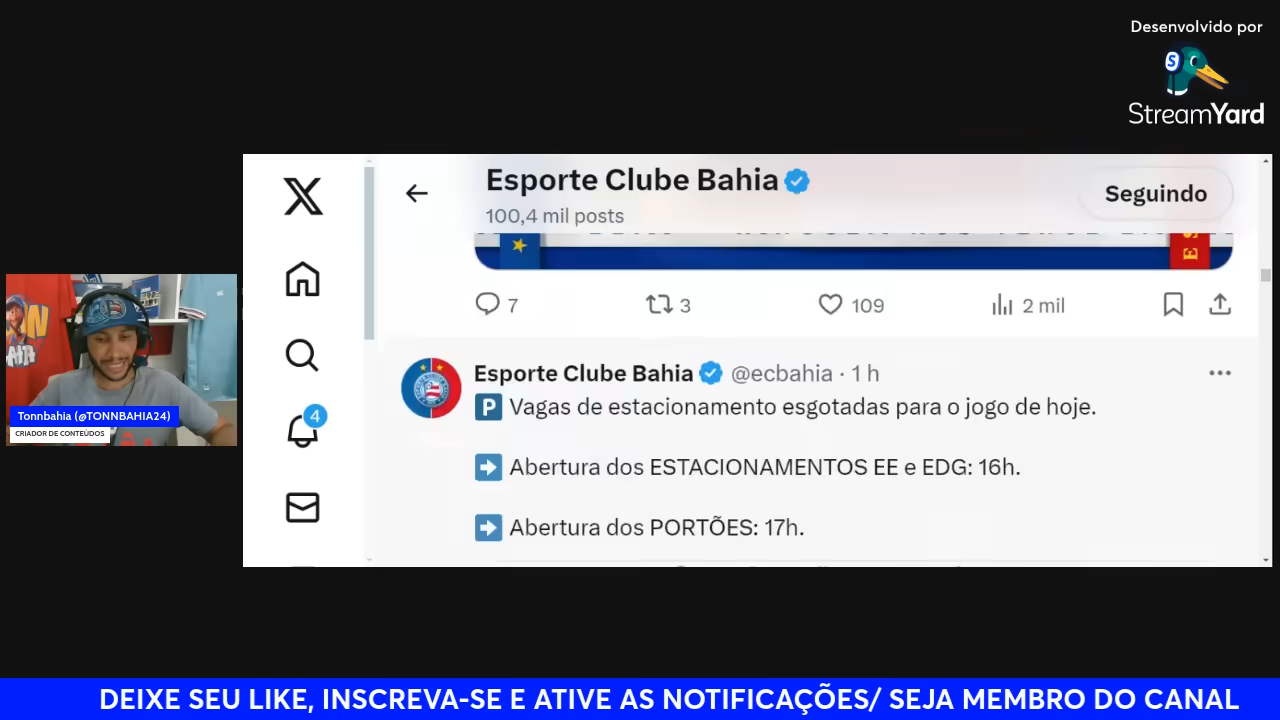 Desenvolvido por
StreamYard
Esporte Clube Bahia
100,4 mil posts
Seguindo
7
3
109
2 mil
4
Esporte Clube Bahia @ecbahia · 1 h
P Vagas de estacionamento esgotadas para o jogo de hoje.
➡ Abertura dos ESTACIONAMENTOS EE e EDG: 16h.
➡ Abertura dos PORTÕES: 17h.
Tonnbahia (@TONNBAHIA24)
CRIADOR DE CONTEÚDOS
DEIXE SEU LIKE, INSCREVA-SE E ATIVE AS NOTIFICAÇÕES/ SEJA MEMBRO DO CANAL